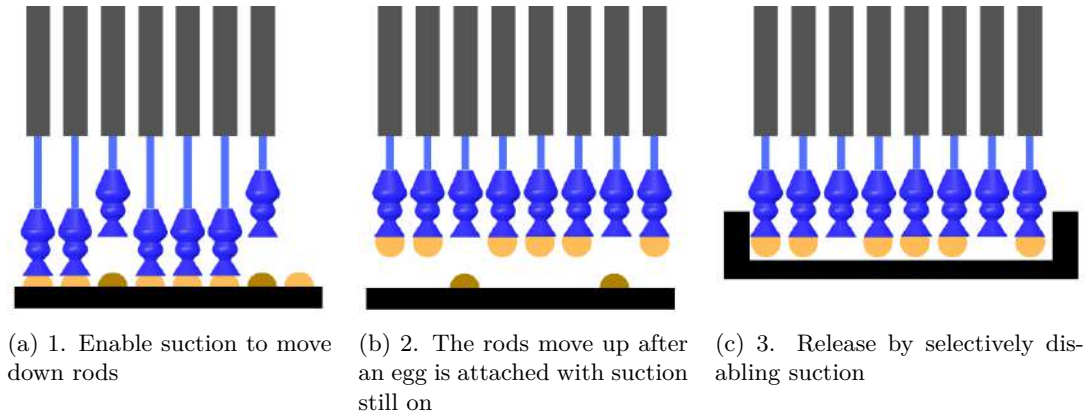 (a) 1. Enable suction to move
down rods
(b) 2. The rods move up after
an egg is attached with suction
still on
(c) 3. Release by selectively dis-
abling suction